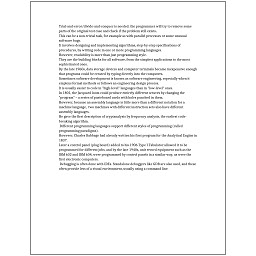 Trial-and-error/divide-and-conquer is needed: the programmer will try to remove some
parts of the original test case and check if the problem still exists.
This can be a non-trivial task, for example as with parallel processes or some unusual
software bugs.
It involves designing and implementing algorithms, step-by-step specifications of
procedures, by writing code in one or more programming languages.
However, readability is more than just programming style.
They are the building blocks for all software, from the simplest applications to the most
sophisticated ones.
By the late 1960s, data storage devices and computer terminals became inexpensive enough
that programs could be created by typing directly into the computers.
Sometimes software development is known as software engineering, especially when it
employs formal methods or follows an engineering design process.
It is usually easier to code in "high-level" languages than in "low-level" ones.
In 1801, the Jacquard loom could produce entirely different weaves by changing the
"program" – a series of pasteboard cards with holes punched in them.
However, because an assembly language is little more than a different notation for a
machine language, two machines with different instruction sets also have different
assembly languages.
He gave the first description of cryptanalysis by frequency analysis, the earliest code-
breaking algorithm.
Different programming languages support different styles of programming (called
programming paradigms).
However, Charles Babbage had already written his first program for the Analytical Engine in
1837.
Later a control panel (plug board) added to his 1906 Type I Tabulator allowed it to be
programmed for different jobs, and by the late 1940s, unit record equipment such as the
IBM 602 and IBM 604, were programmed by control panels in a similar way, as were the
first electronic computers.
Debugging is often done with IDEs. Standalone debuggers like GDB are also used, and these
often provide less of a visual environment, usually using a command line.